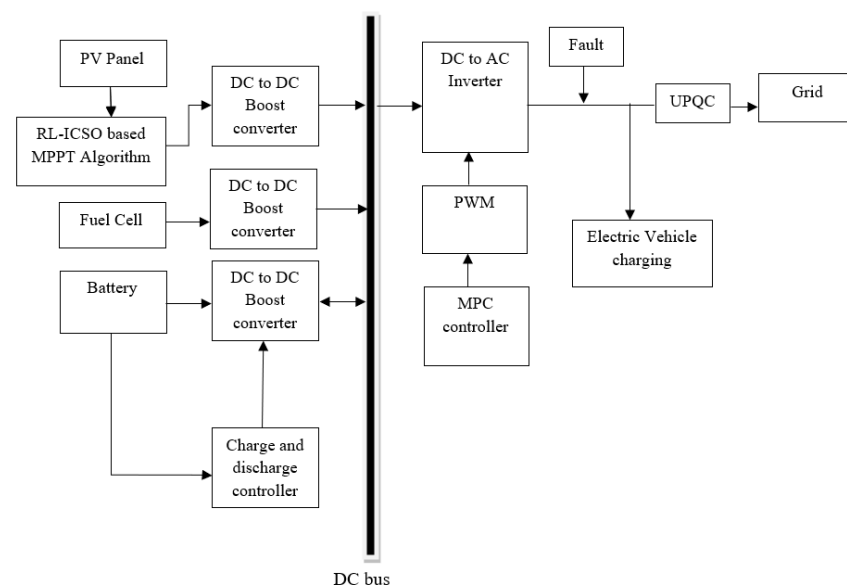 PV Panel
RL-ICSO based
MPPT Algorithm
DC to DC
Boost
converter
Fuel Cell
DC to DC
Boost
converter
Battery
DC to DC
Boost
converter
Charge and
discharge
controller
DC bus
DC to AC
Inverter
PWM
MPC
controller
Fault
UPQC
Grid
Electric Vehicle
charging